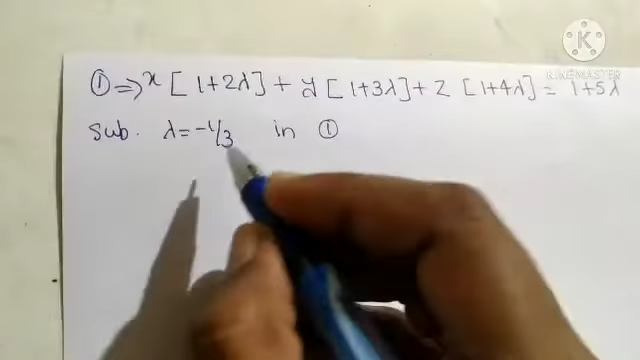 ① ⇒ x [1+2λ] + y [1+3λ] + z [1+4λ] = 1+5λ
Sub. λ = -1/3 in ①
K
KINEMASTER